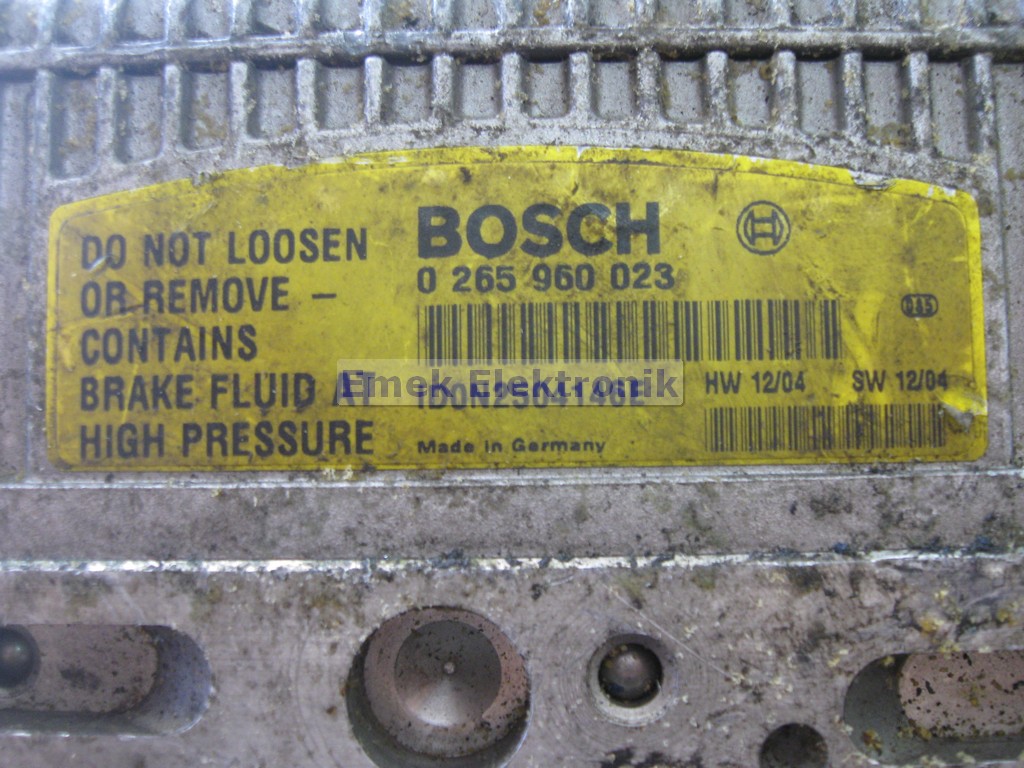 DO NOT LOOSEN
OR REMOVE –
CONTAINS
BRAKE FLUID AT
HIGH PRESSURE
BOSCH
0 265 960 023
HW 12/04 SW 12/04
Made in Germany
Emek Elektronik